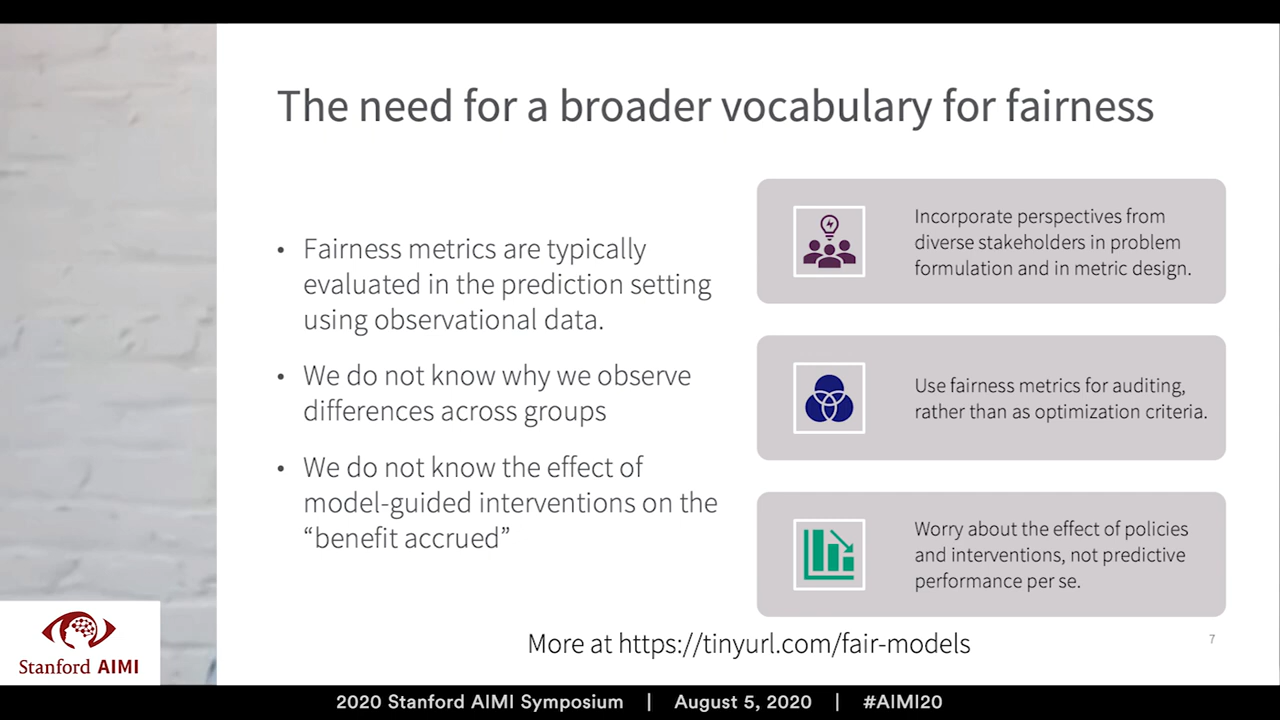 The need for a broader vocabulary for fairness
• Fairness metrics are typically
evaluated in the prediction setting
using observational data.
• We do not know why we observe
differences across groups
• We do not know the effect of
model-guided interventions on the
“benefit accrued”
Incorporate perspectives from
diverse stakeholders in problem
formulation and in metric design.
Use fairness metrics for auditing,
rather than as optimization criteria.
Worry about the effect of policies
and interventions, not predictive
performance per se.
More at https://tinyurl.com/fair-models
7
Stanford AIMI
2020 Stanford AIMI Symposium | August 5, 2020 | #AIMI20